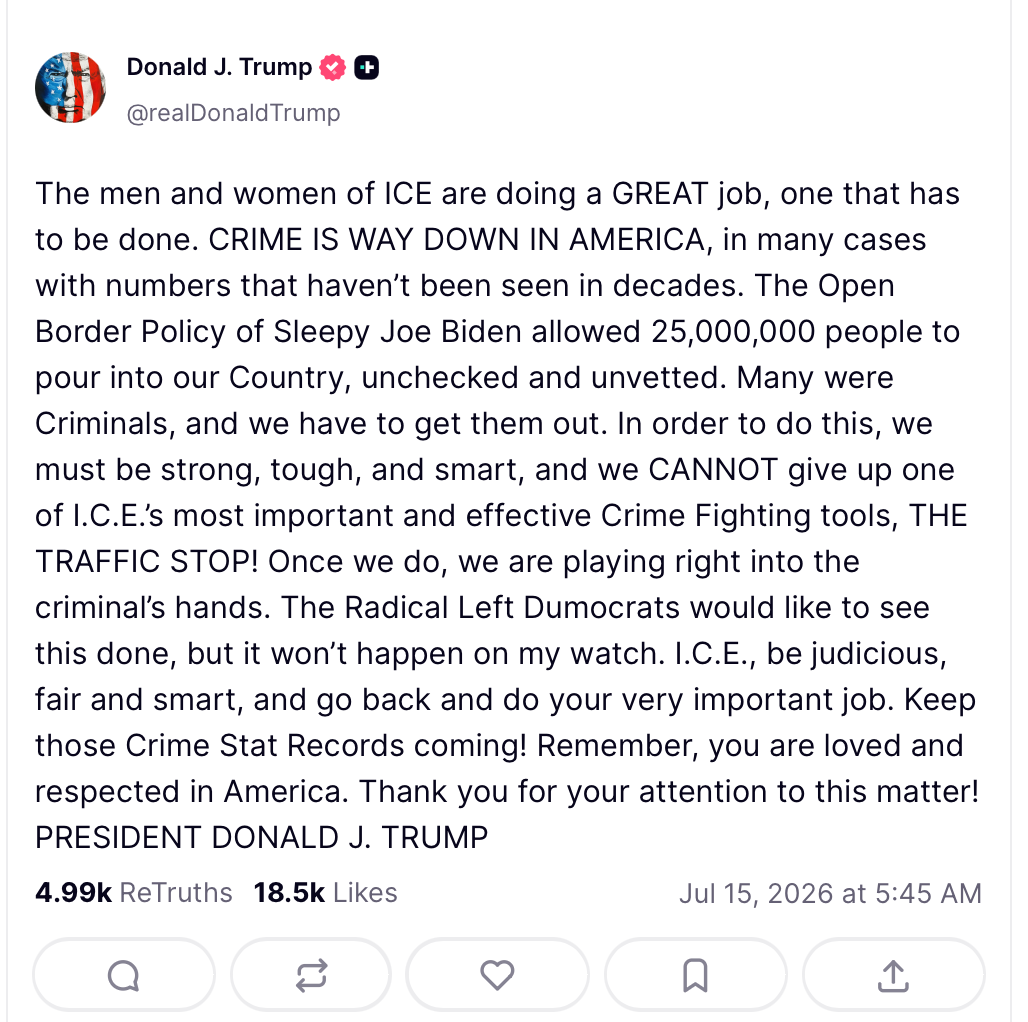 Donald J. Trump
@realDonaldTrump
The men and women of ICE are doing a GREAT job, one that has
to be done. CRIME IS WAY DOWN IN AMERICA, in many cases
with numbers that haven’t been seen in decades. The Open
Border Policy of Sleepy Joe Biden allowed 25,000,000 people to
pour into our Country, unchecked and unvetted. Many were
Criminals, and we have to get them out. In order to do this, we
must be strong, tough, and smart, and we CANNOT give up one
of I.C.E.’s most important and effective Crime Fighting tools, THE
TRAFFIC STOP! Once we do, we are playing right into the
criminal’s hands. The Radical Left Dumocrats would like to see
this done, but it won’t happen on my watch. I.C.E., be judicious,
fair and smart, and go back and do your very important job. Keep
those Crime Stat Records coming! Remember, you are loved and
respected in America. Thank you for your attention to this matter!
PRESIDENT DONALD J. TRUMP
4.99k ReTruths 18.5k Likes Jul 15, 2026 at 5:45 AM